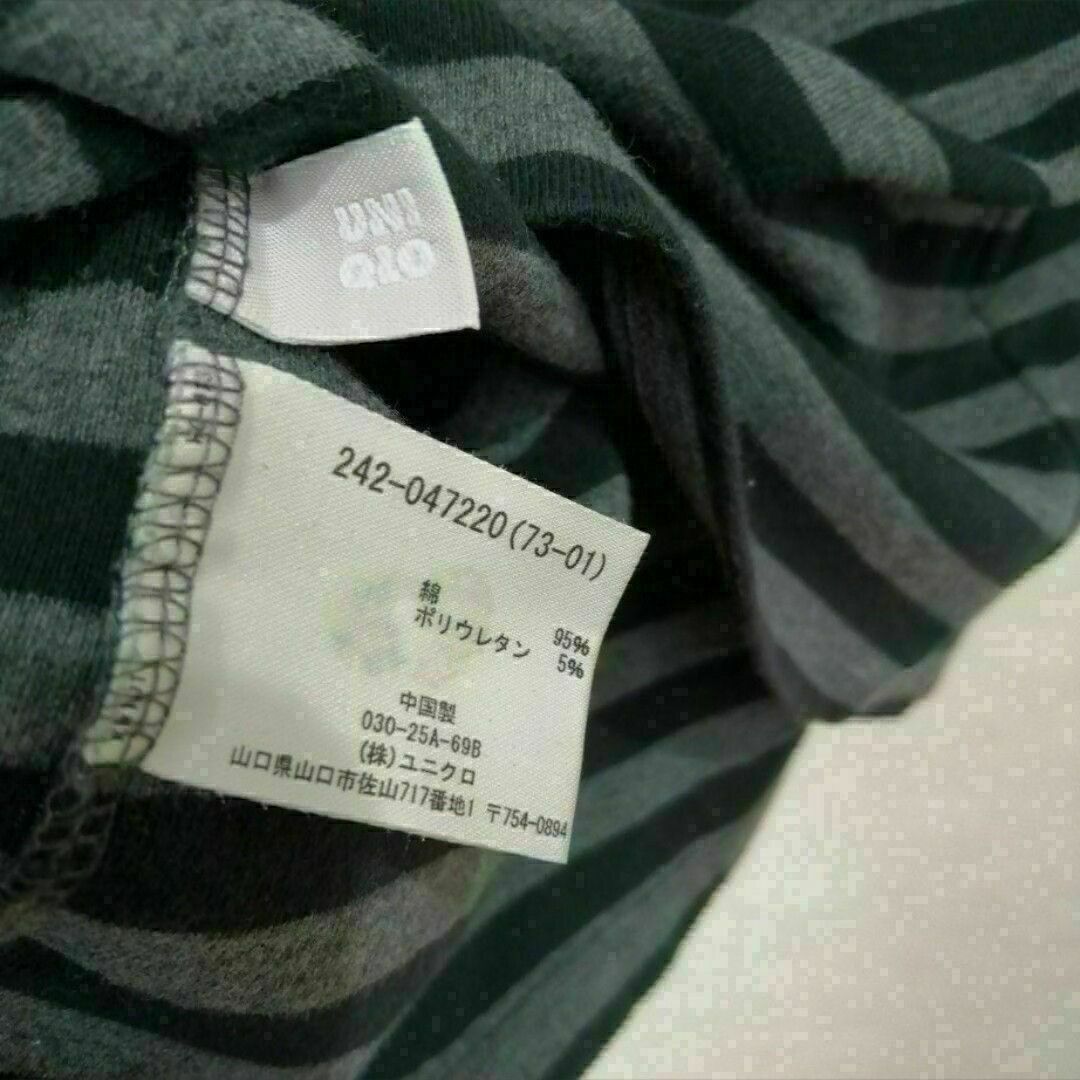 UNI
QLO
242-047220(73-01)
綿 95%
ポリウレタン 5%
中国製
030-25A-69B
(株)ユニクロ
山口県山口市佐山717番地1 〒754-0894